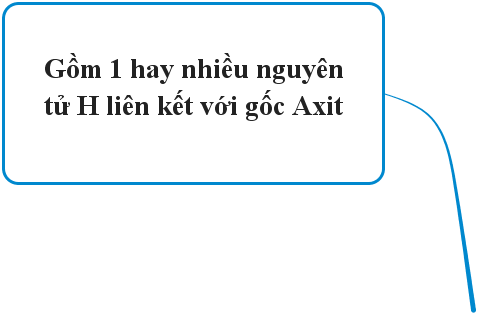 Gồm 1 hay nhiều nguyên
tử H liên kết với gốc Axit